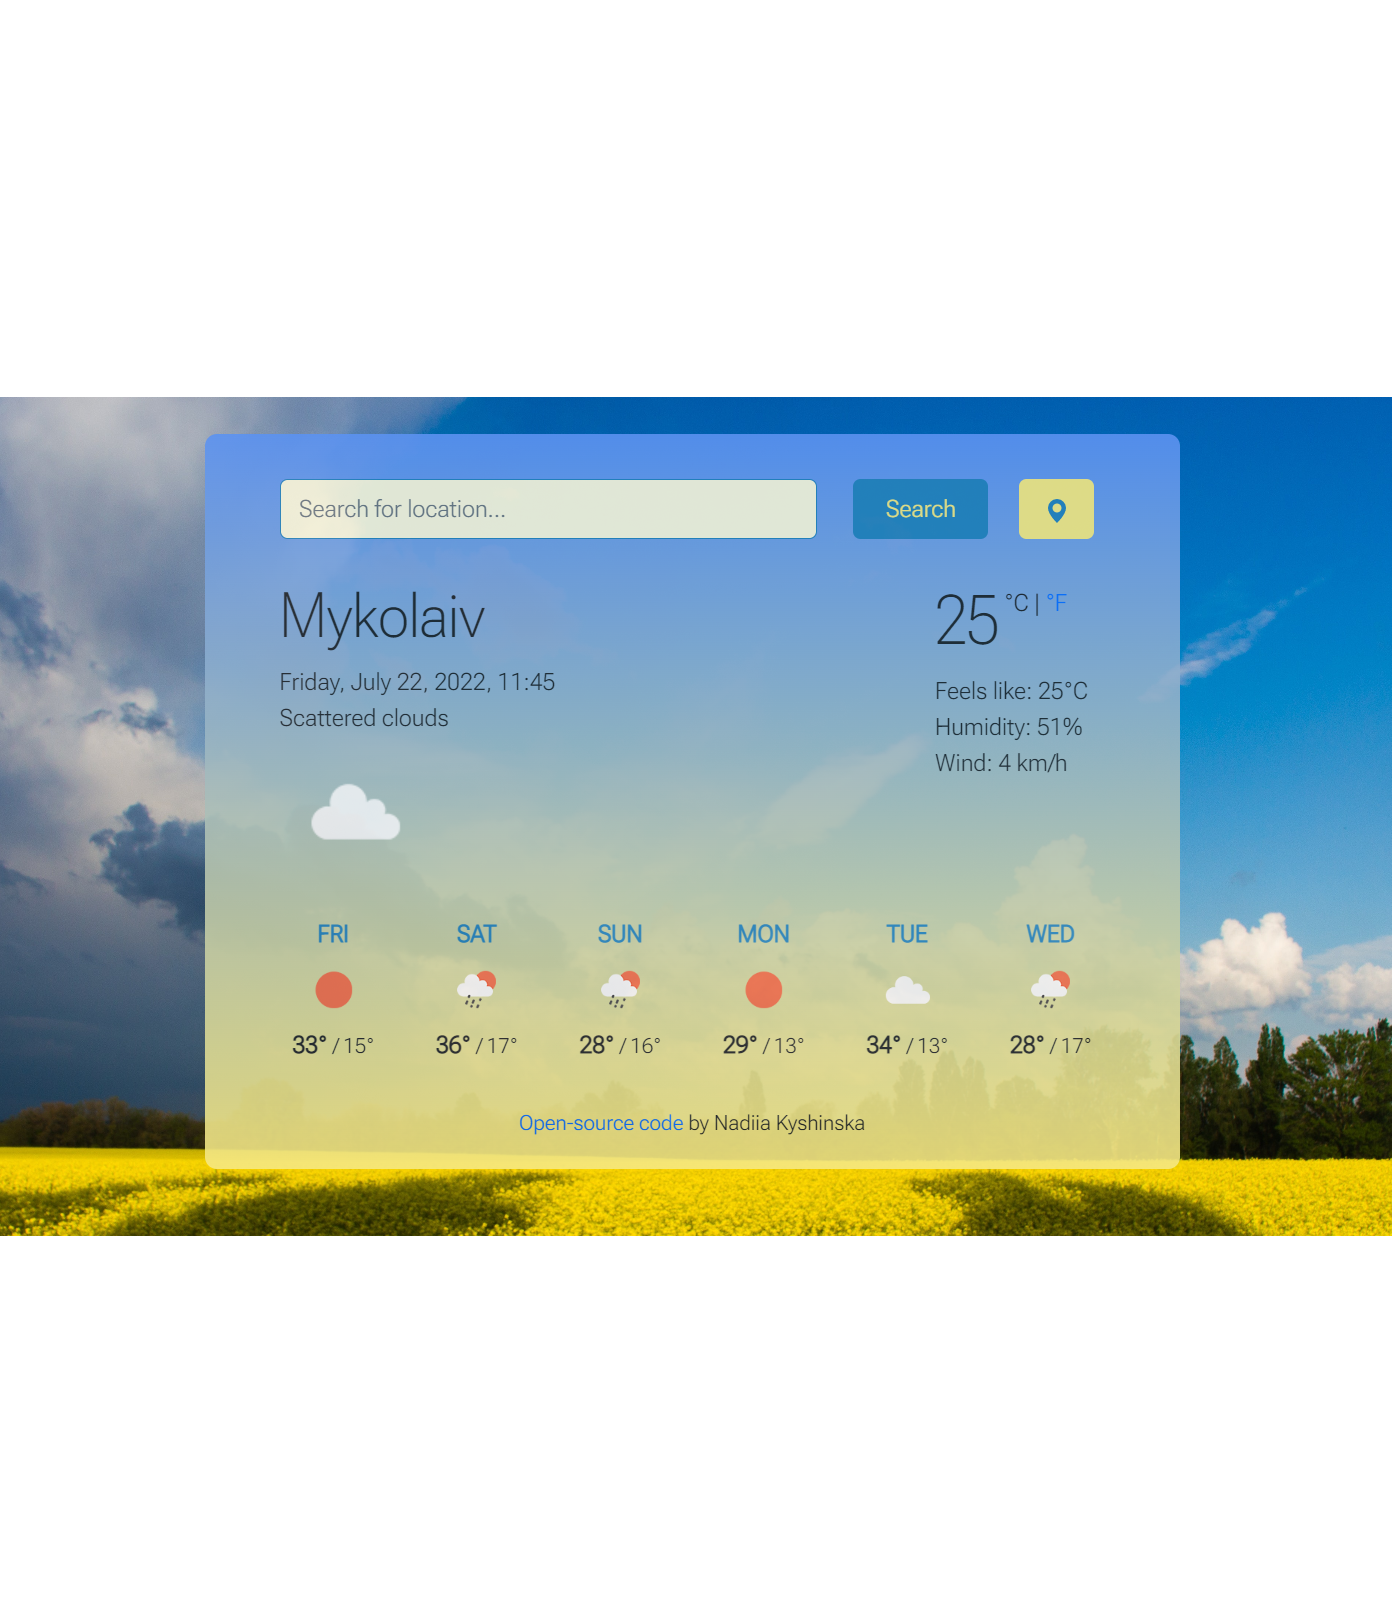 Search for location...
Search
Mykolaiv
Friday, July 22, 2022, 11:45
Scattered clouds
25 °C | °F
Feels like: 25°C
Humidity: 51%
Wind: 4 km/h
FRI SAT SUN MON TUE WED
33° / 15° 36° / 17° 28° / 16° 29° / 13° 34° / 13° 28° / 17°
Open-source code by Nadiia Kyshinska